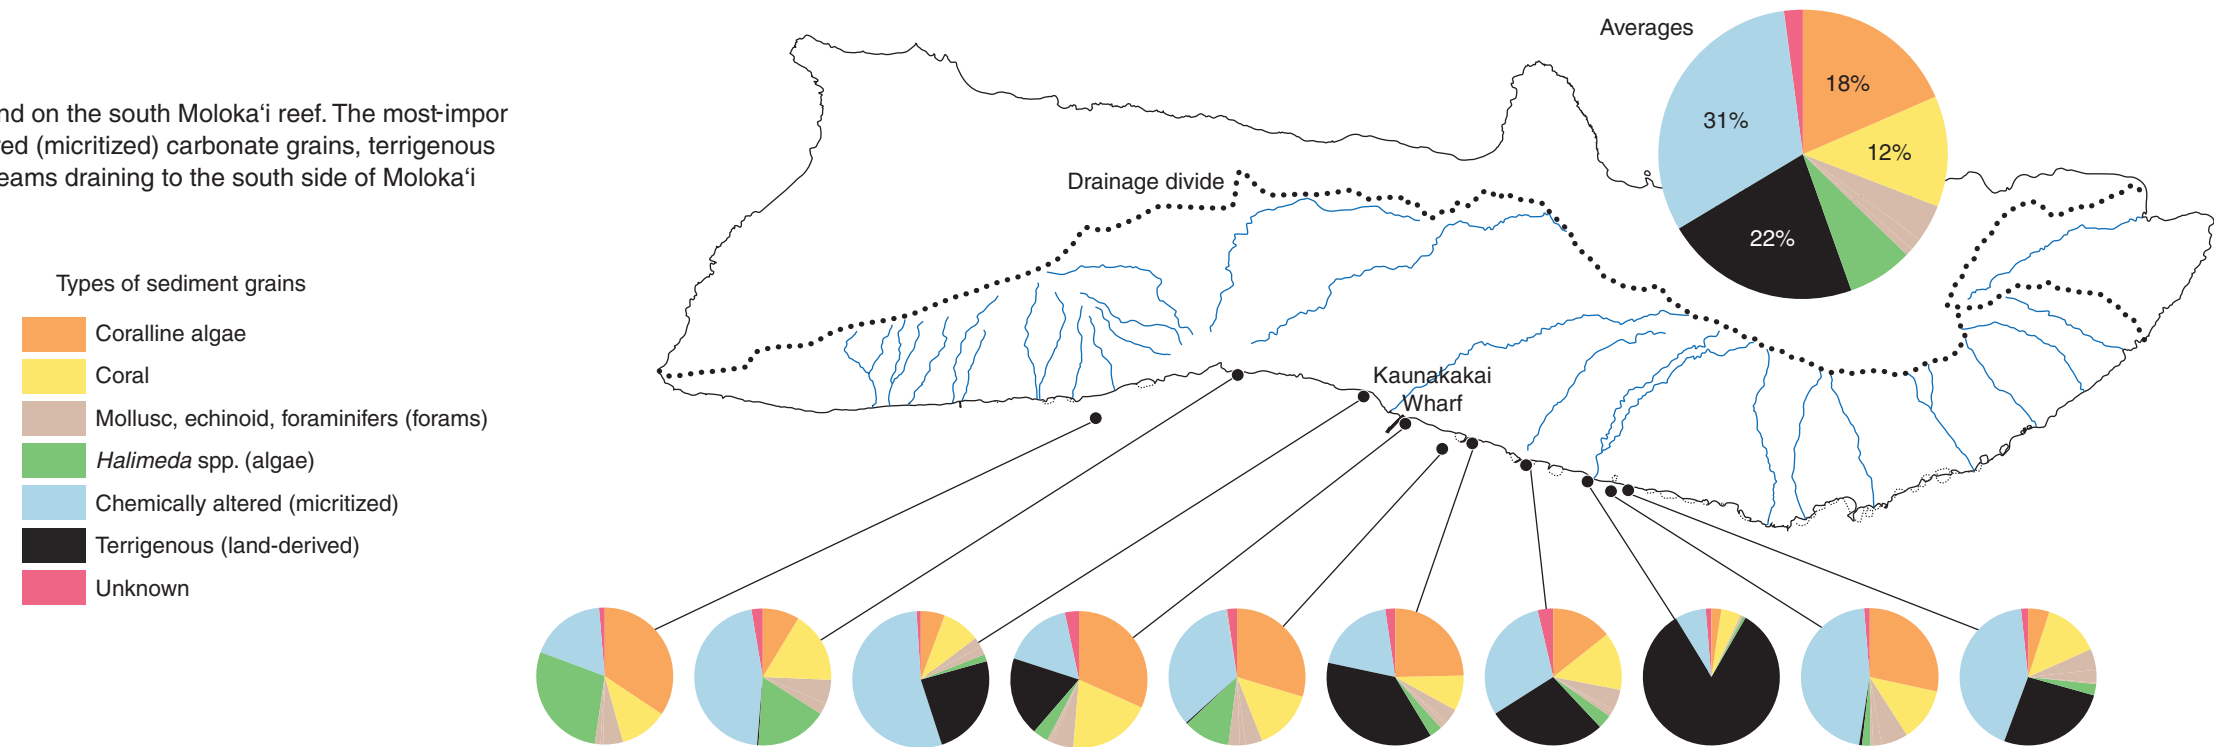 nd on the south Moloka‘i reef. The most-impor
ed (micritized) carbonate grains, terrigenous
eams draining to the south side of Moloka‘i
Types of sediment grains
Coralline algae
Coral
Mollusc, echinoid, foraminifers (forams)
Halimeda spp. (algae)
Chemically altered (micritized)
Terrigenous (land-derived)
Unknown
Averages
18%
31%
12%
22%
Drainage divide
Kaunakakai
Wharf